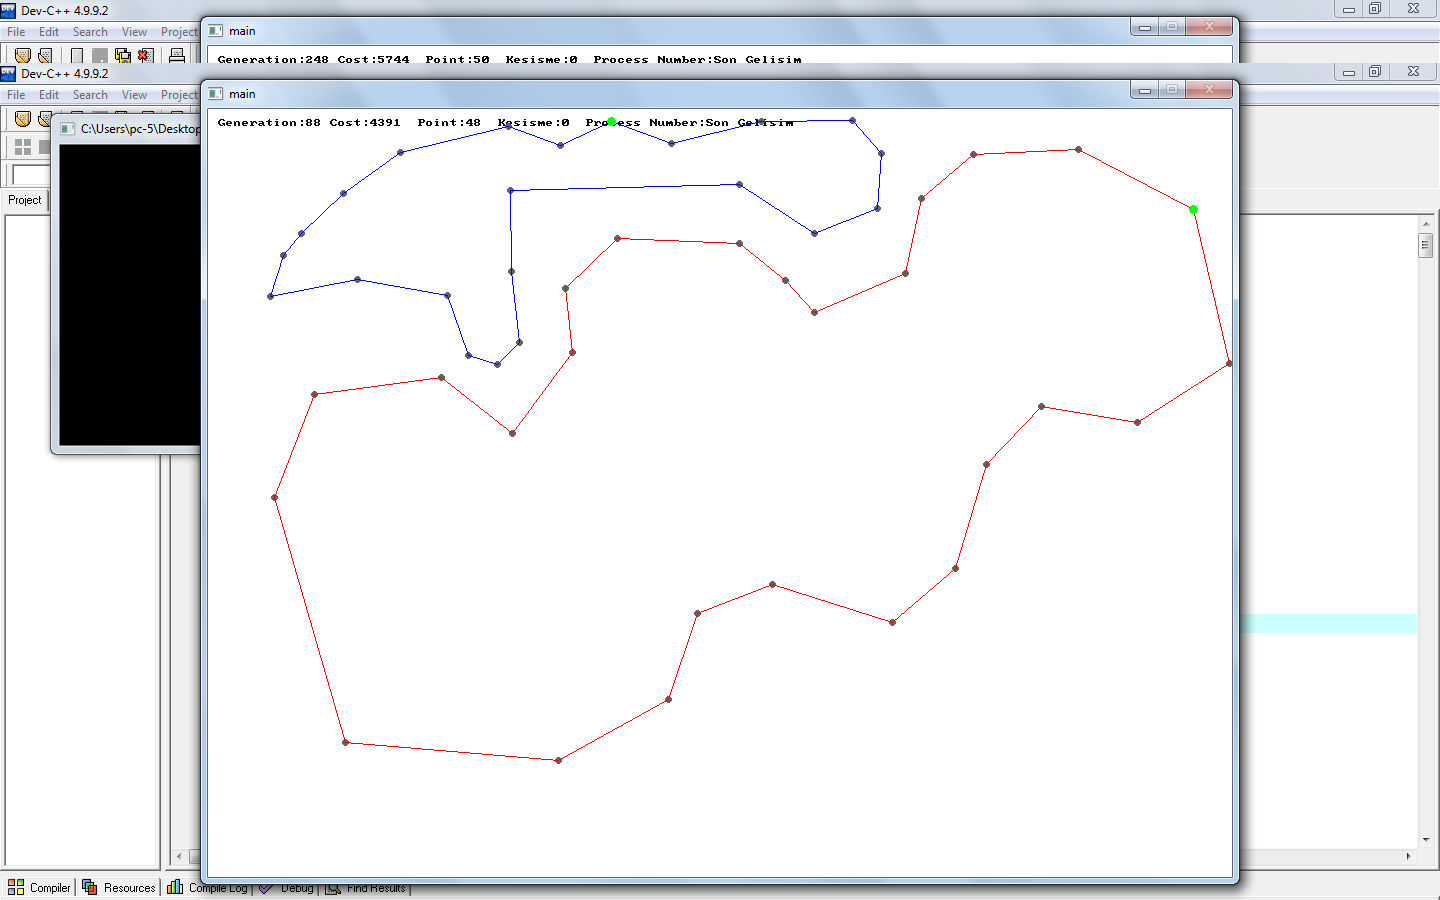 Dev-C++ 4.9.9.2
File Edit Search View Project
main
Generation:248 Cost:5744 Point:50 Kesisme:0 Process Number:Son Gelisim
Dev-C++ 4.9.9.2
File Edit Search View Project
main
Generation:88 Cost:4391 Point:48 Kesisme:0 Process Number:Son Gelisim
C:\Users\pc-5\Desktop
Project
Compiler Resources Compile Log Debug Find Results